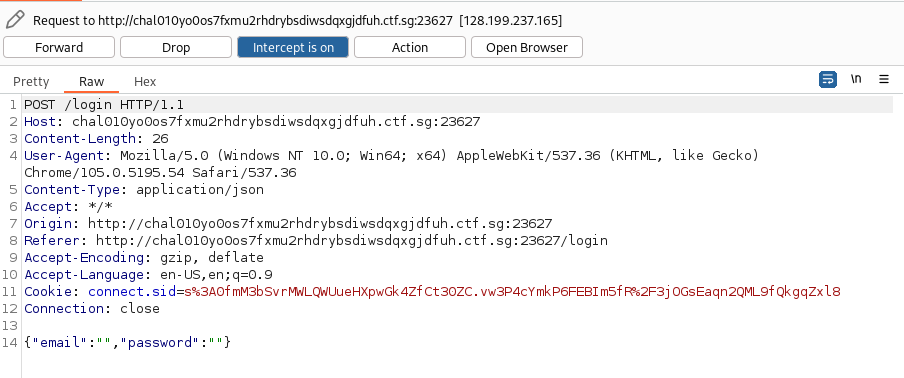 Request to http://chal010yo0os7fxmu2rhdrybsdiwsdqxgjdfuh.ctf.sg:23627 [128.199.237.165]
Forward Drop Intercept is on Action Open Browser
Pretty Raw Hex \n
1 POST /login HTTP/1.1
2 Host: chal010yo0os7fxmu2rhdrybsdiwsdqxgjdfuh.ctf.sg:23627
3 Content-Length: 26
4 User-Agent: Mozilla/5.0 (Windows NT 10.0; Win64; x64) AppleWebKit/537.36 (KHTML, like Gecko)
Chrome/105.0.5195.54 Safari/537.36
5 Content-Type: application/json
6 Accept: */*
7 Origin: http://chal010yo0os7fxmu2rhdrybsdiwsdqxgjdfuh.ctf.sg:23627
8 Referer: http://chal010yo0os7fxmu2rhdrybsdiwsdqxgjdfuh.ctf.sg:23627/login
9 Accept-Encoding: gzip, deflate
10 Accept-Language: en-US,en;q=0.9
11 Cookie: connect.sid=s%3A0fmM3bSvrMWLQWUueHXpwGk4ZfCt30ZC.vw3P4cYmkP6FEBIm5fR%2F3jOGsEaqn2QML9fQkgqZxl8
12 Connection: close
13
14 {"email":"","password":""}